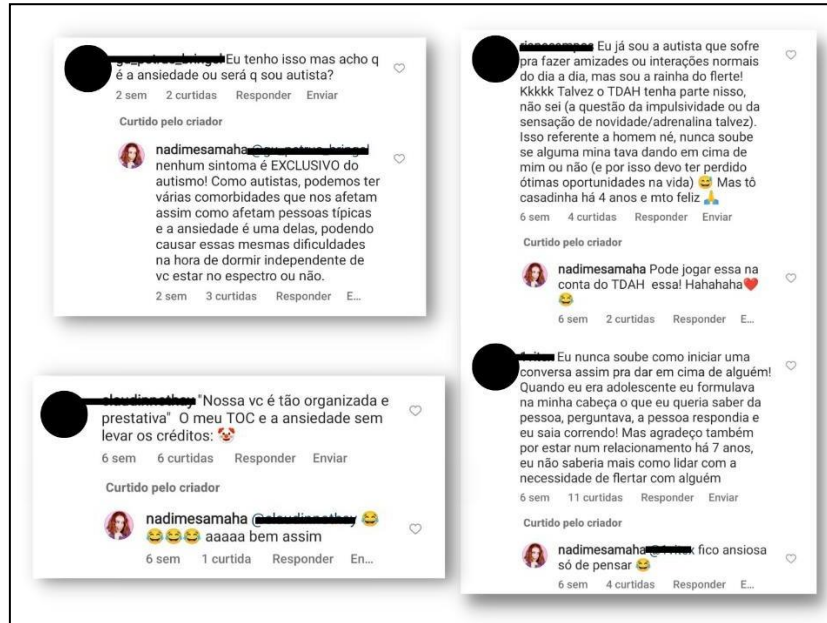 Eu tenho isso mas acho q
é a ansiedade ou será q sou autista?
2 sem 2 curtidas Responder Enviar
Curtido pelo criador
nadimesamaha
nenhum sintoma é EXCLUSIVO do
autismo! Como autistas, podemos ter
várias comorbidades que nos afetam
assim como afetam pessoas típicas
e a ansiedade é uma delas, podendo
causar essas mesmas dificuldades
na hora de dormir independente de
vc estar no espectro ou não.
2 sem 3 curtidas Responder E...
"Nossa vc é tão organizada e
prestativa" O meu TOC e a ansiedade sem
levar os créditos: 🤡
6 sem 6 curtidas Responder Enviar
Curtido pelo criador
nadimesamaha 😂
😂😂😂 aaaaa bem assim
6 sem 1 curtida Responder En...
Eu já sou a autista que sofre
pra fazer amizades ou interações normais
do dia a dia, mas sou a rainha do flerte!
Kkkkk Talvez o TDAH tenha parte nisso,
não sei (a questão da impulsividade ou da
sensação de novidade/adrenalina talvez).
Isso referente a homem né, nunca soube
se alguma mina tava dando em cima de
mim ou não (e por isso devo ter perdido
ótimas oportunidades na vida) 😅 Mas tô
casadinha há 4 anos e mto feliz 🙏
6 sem 4 curtidas Responder Enviar
Curtido pelo criador
nadimesamaha Pode jogar essa na
conta do TDAH essa! Hahahaha❤️
😂
6 sem 2 curtidas Responder E...
Eu nunca soube como iniciar uma
conversa assim pra dar em cima de alguém!
Quando eu era adolescente eu formulava
na minha cabeça o que eu queria saber da
pessoa, perguntava, a pessoa respondia e
eu saia correndo! Mas agradeço também
por estar num relacionamento há 7 anos,
eu não saberia mais como lidar com a
necessidade de flertar com alguém
6 sem 11 curtidas Responder Enviar
Curtido pelo criador
nadimesamaha fico ansiosa
só de pensar 😂
6 sem 4 curtidas Responder E...